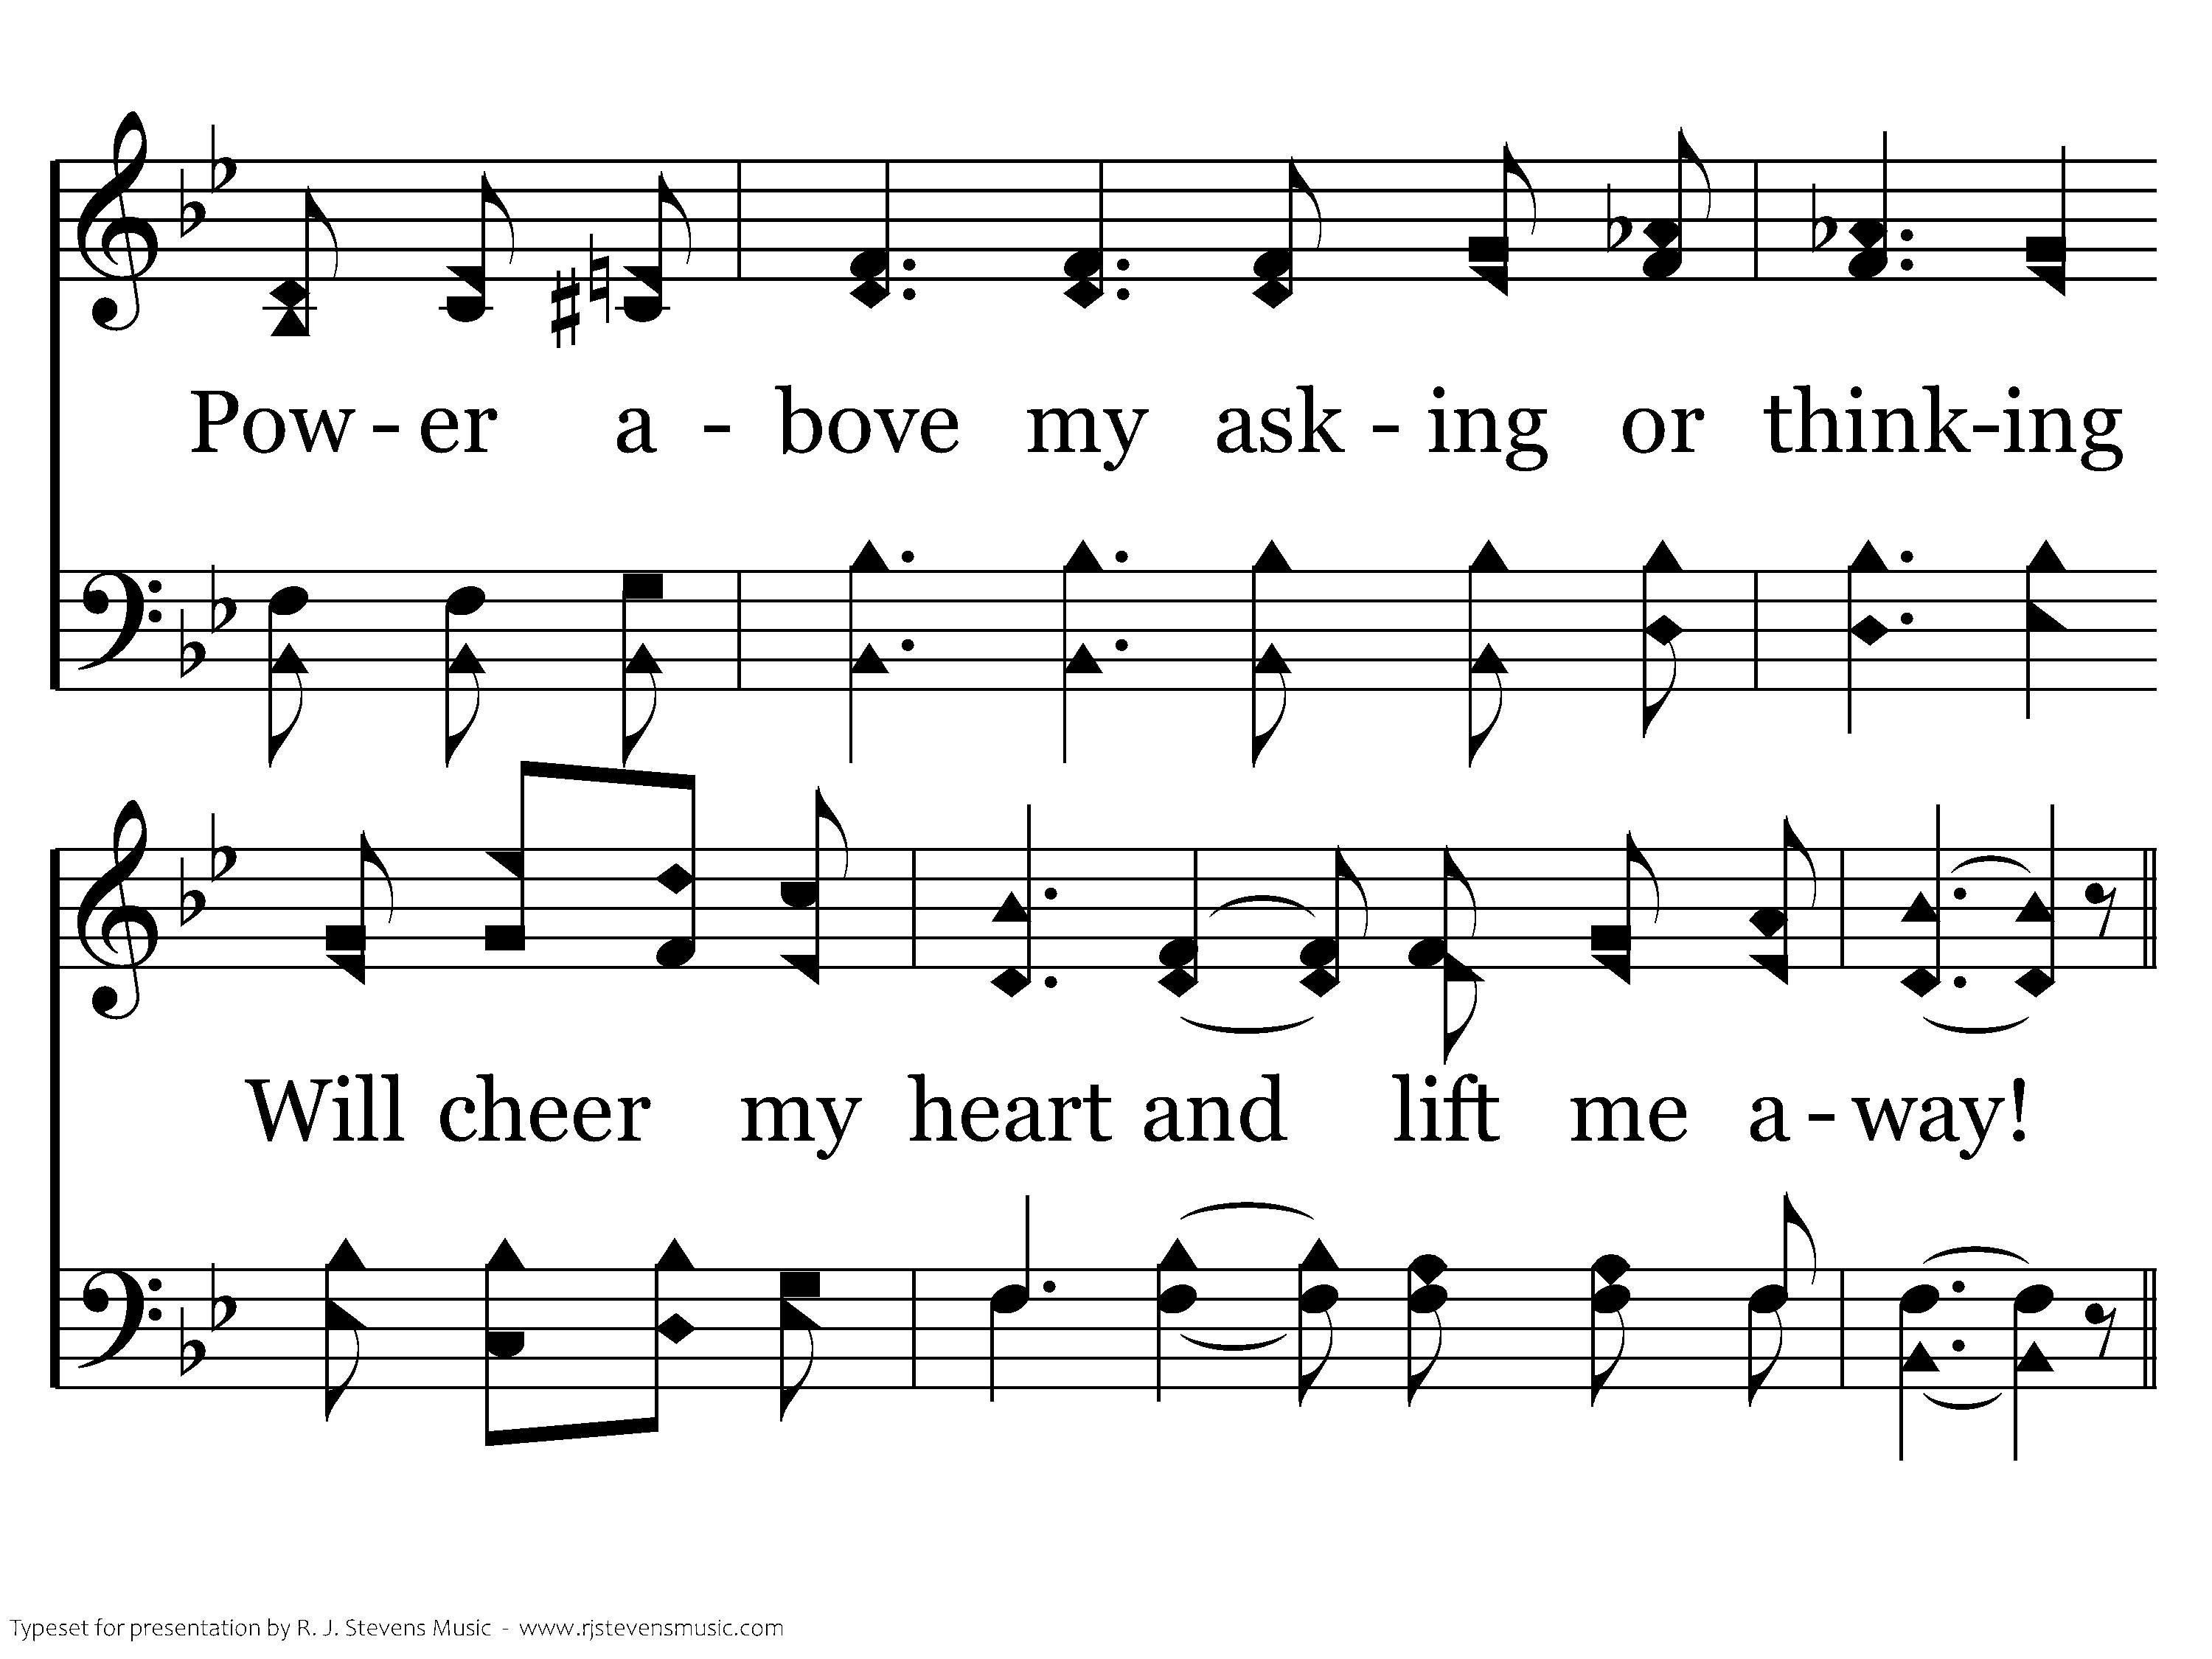 Pow - er a - bove my ask - ing or think-ing
Will cheer my heart and lift me a - way!
Typeset for presentation by R. J. Stevens Music - www.rjstevensmusic.com